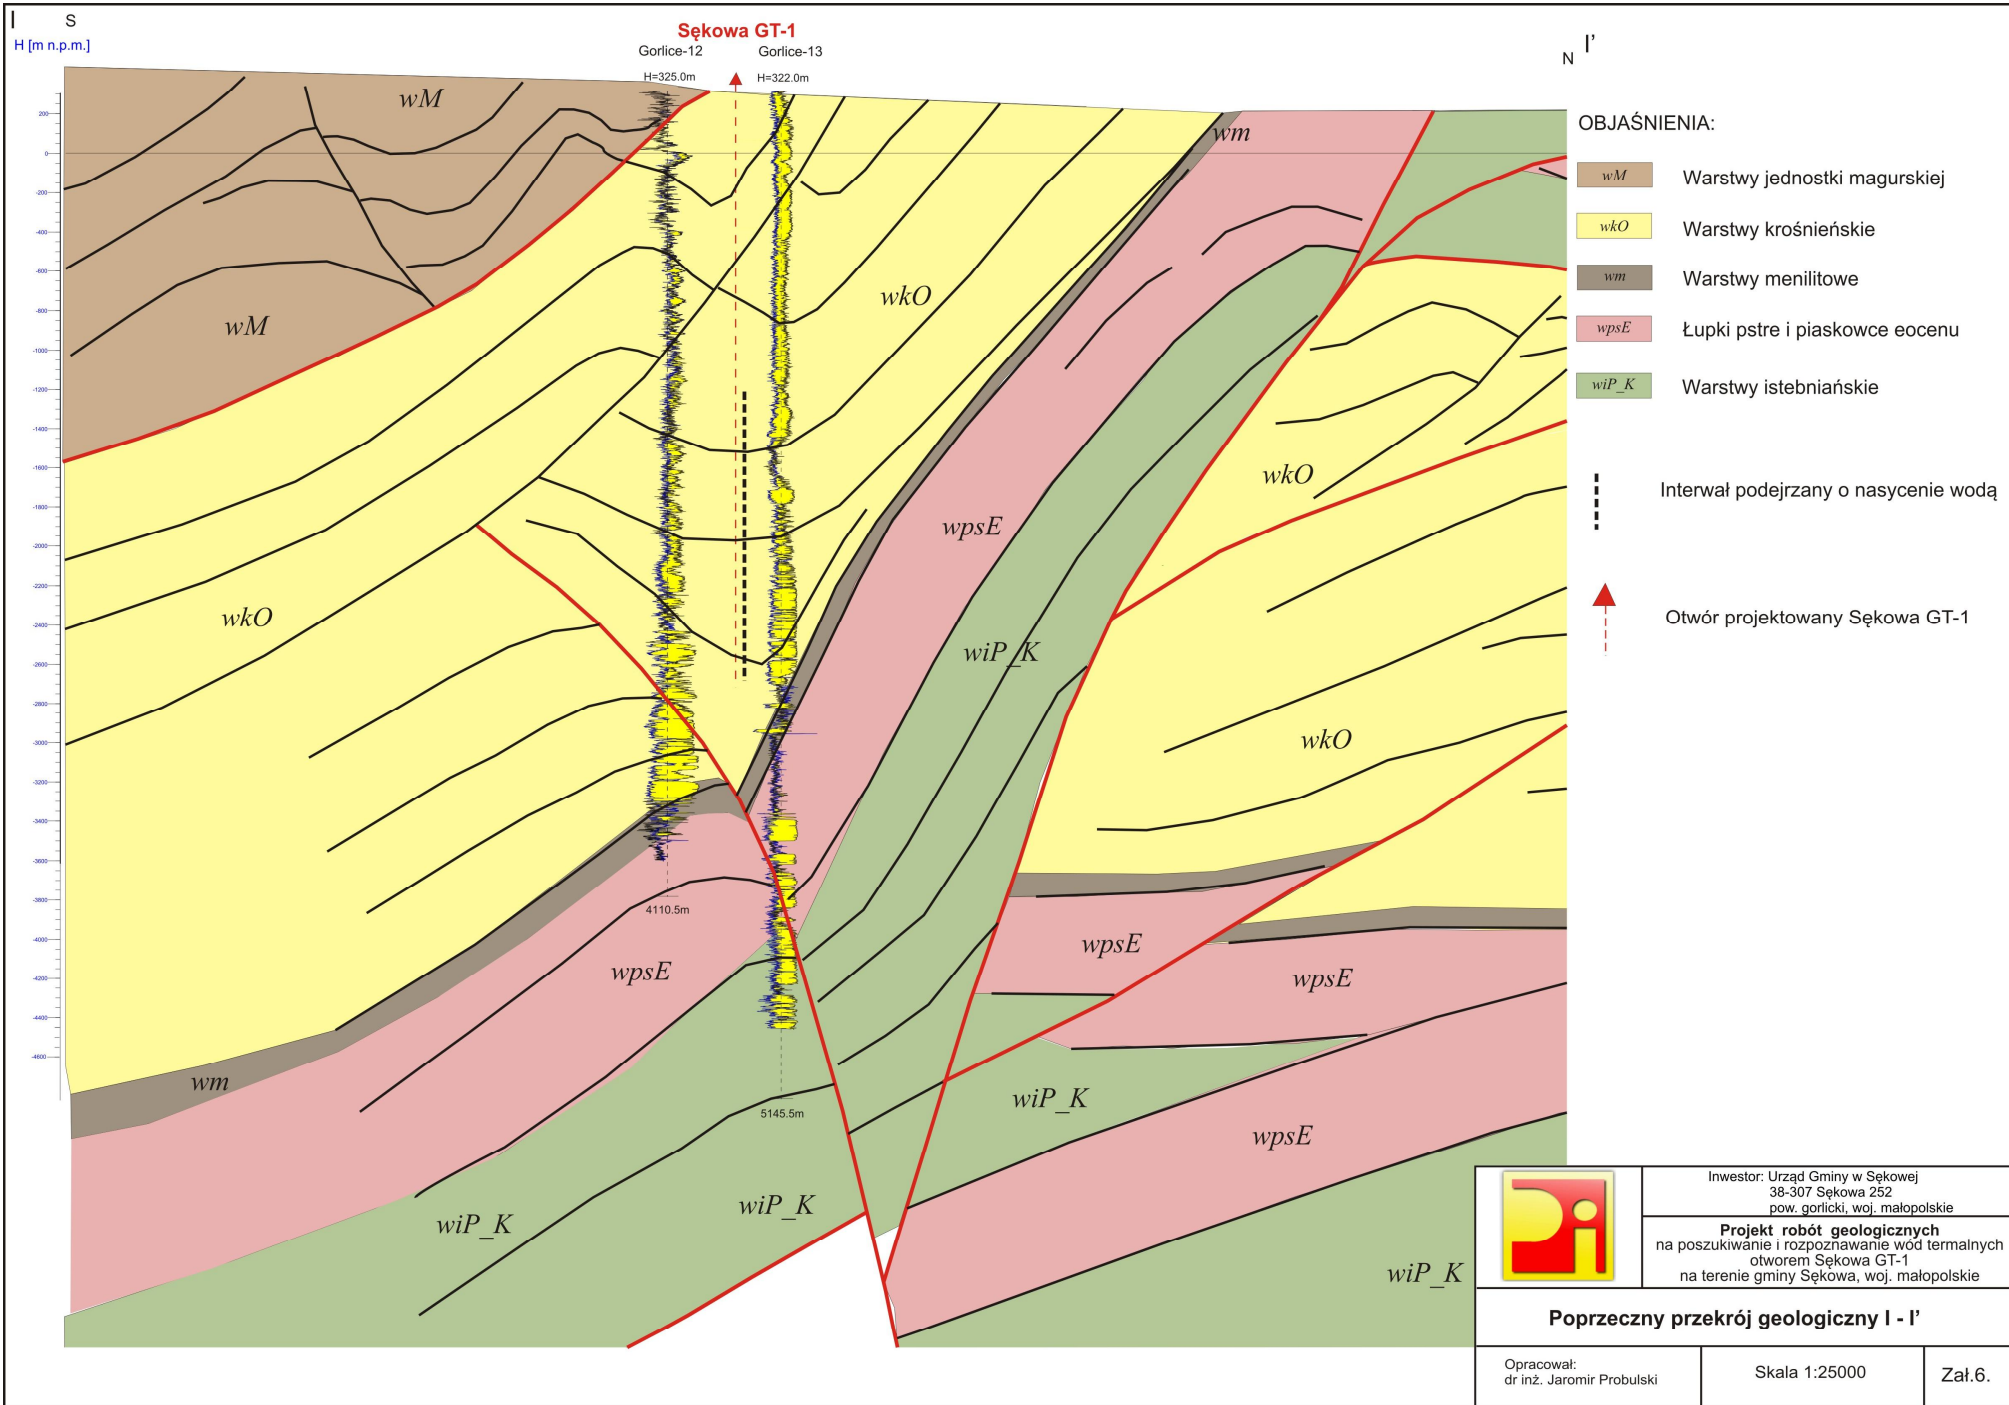 I
S
H [m n.p.m.]
Sękowa GT-1
Gorlice-12
Gorlice-13
H=325.0m
H=322.0m
N
I'
200
0
-200
-400
-600
-800
-1000
-1200
-1400
-1600
-1800
-2000
-2200
-2400
-2600
-2800
-3000
-3200
-3400
-3600
-3800
-4000
-4200
-4400
-4600
wM
wM
wm
wkO
wkO
wpsE
wkO
wiP_K
wkO
wkO
4110.5m
wpsE
wpsE
wpsE
wm
5145.5m
wiP_K
wpsE
wiP_K
wiP_K
wiP_K
OBJAŚNIENIA:
wM Warstwy jednostki magurskiej
wkO Warstwy krośnieńskie
wm Warstwy menilitowe
wpsE Łupki pstre i piaskowce eocenu
wiP_K Warstwy istebniańskie
Interwał podejrzany o nasycenie wodą
Otwór projektowany Sękowa GT-1
Inwestor: Urząd Gminy w Sękowej
38-307 Sękowa 252
pow. gorlicki, woj. małopolskie
Projekt robót geologicznych
na poszukiwanie i rozpoznawanie wód termalnych
otworem Sękowa GT-1
na terenie gminy Sękowa, woj. małopolskie
Poprzeczny przekrój geologiczny I - I'
Opracował:
dr inż. Jaromir Probulski
Skala 1:25000
Zał.6.